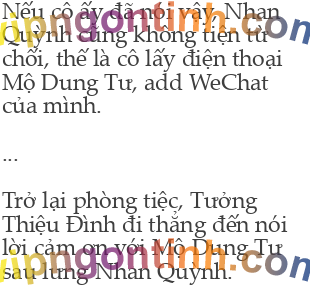 Nếu cô ấy đã nói vậy, Nhan
Quỳnh cũng không tiện từ
chối, thế là cô lấy điện thoại
Mộ Dung Tư, add WeChat
của mình.
...
Trở lại phòng tiệc, Tưởng
Thiệu Đình đi thẳng đến nói
lời cảm ơn với Mộ Dung Tư
sau lưng Nhan Quỳnh.
vipngontinh.com
vipngontinh.com